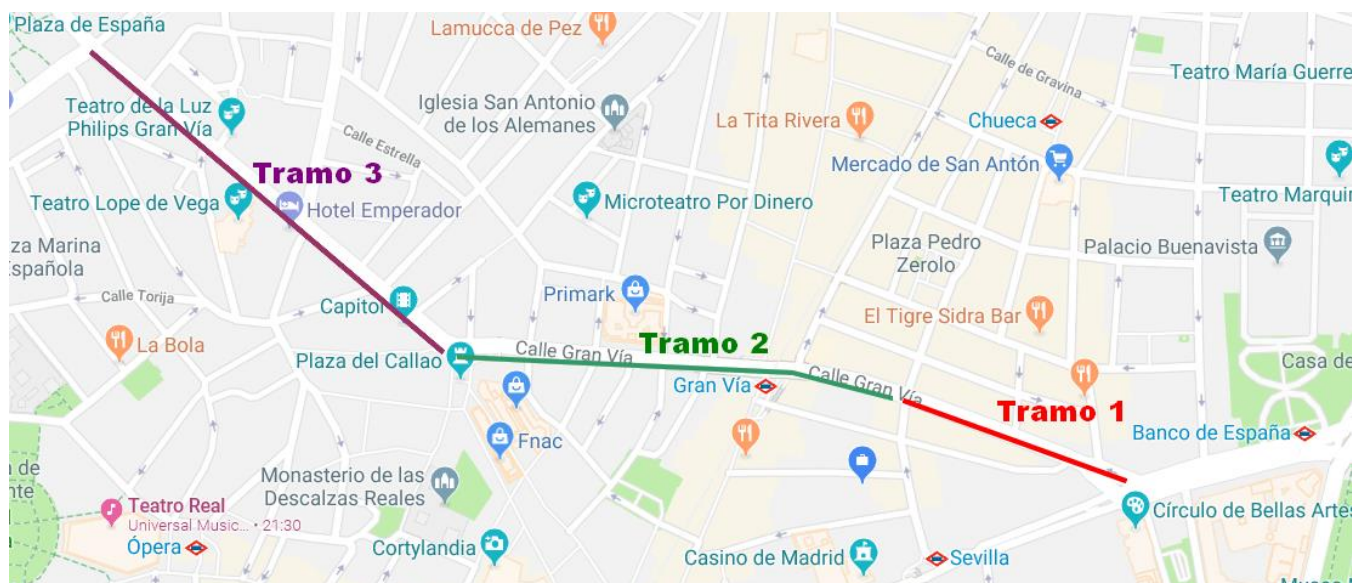 Plaza de España
Lamucca de Pez
Calle de Gravina
Teatro María Guerre
Teatro de la Luz
Philips Gran Vía
Iglesia San Antonio
de los Alemanes
La Tita Rivera
Chueca
Calle Estrella
Mercado de San Antón
Tramo 3
Teatro Lope de Vega
Hotel Emperador
Microteatro Por Dinero
Teatro Marquin
za Marina
Española
Plaza Pedro
Zerolo
Palacio Buenavista
Calle Torija
Capitol
Primark
El Tigre Sidra Bar
La Bola
Plaza del Callao
Calle Gran Vía
Tramo 2
Gran Vía
Calle Gran Vía
Casa de
Tramo 1
Fnac
Banco de España
a de
nte
Monasterio de las
Descalzas Reales
Teatro Real
Universal Music... • 21:30
Círculo de Bellas Artes
Ópera
Cortylandia
Casino de Madrid
Sevilla